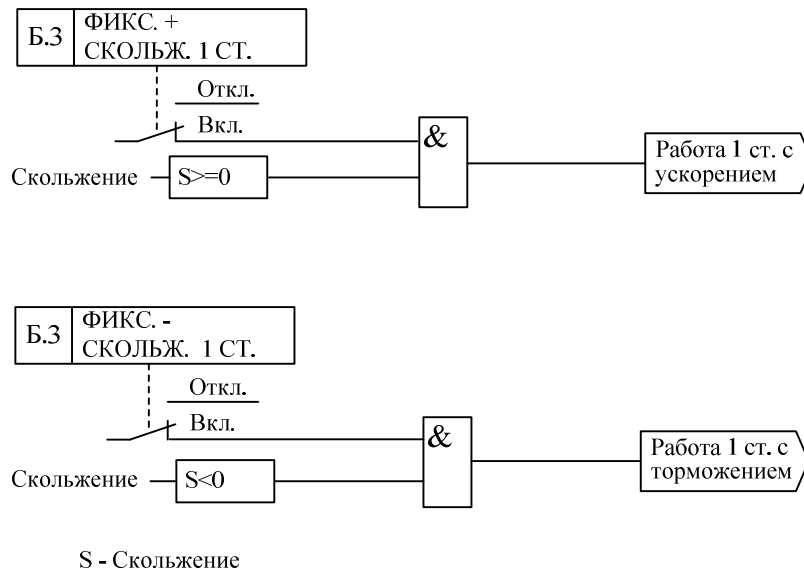 Б.3
ФИКС. +
СКОЛЬЖ. 1 СТ.
Откл.
Вкл.
&
Скольжение
S>=0
Работа 1 ст. с
ускорением
Б.3
ФИКС. -
СКОЛЬЖ. 1 СТ.
Откл.
Вкл.
&
Скольжение
S<0
Работа 1 ст. с
торможением
S - Скольжение